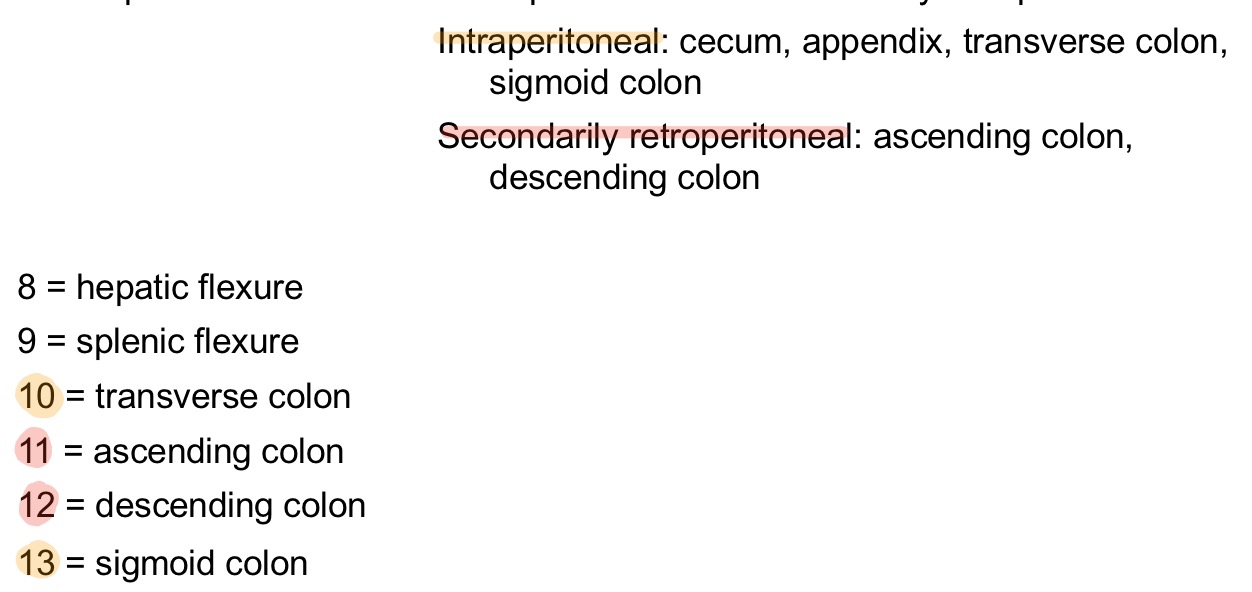 Intraperitoneal: cecum, appendix, transverse colon,
sigmoid colon
Secondarily retroperitoneal: ascending colon,
descending colon
8 = hepatic flexure
9 = splenic flexure
10 = transverse colon
11 = ascending colon
12 = descending colon
13 = sigmoid colon